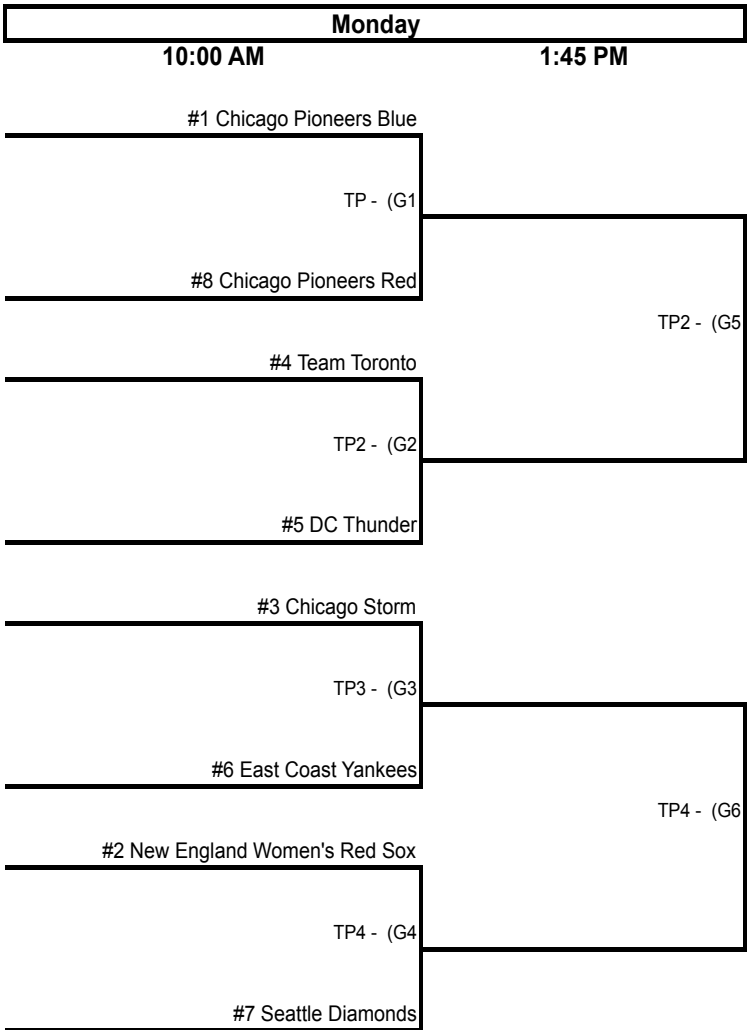 Monday
10:00 AM 1:45 PM
#1 Chicago Pioneers Blue
TP - (G1
#8 Chicago Pioneers Red
TP2 - (G5
#4 Team Toronto
TP2 - (G2
#5 DC Thunder
#3 Chicago Storm
TP3 - (G3
#6 East Coast Yankees
TP4 - (G6
#2 New England Women's Red Sox
TP4 - (G4
#7 Seattle Diamonds